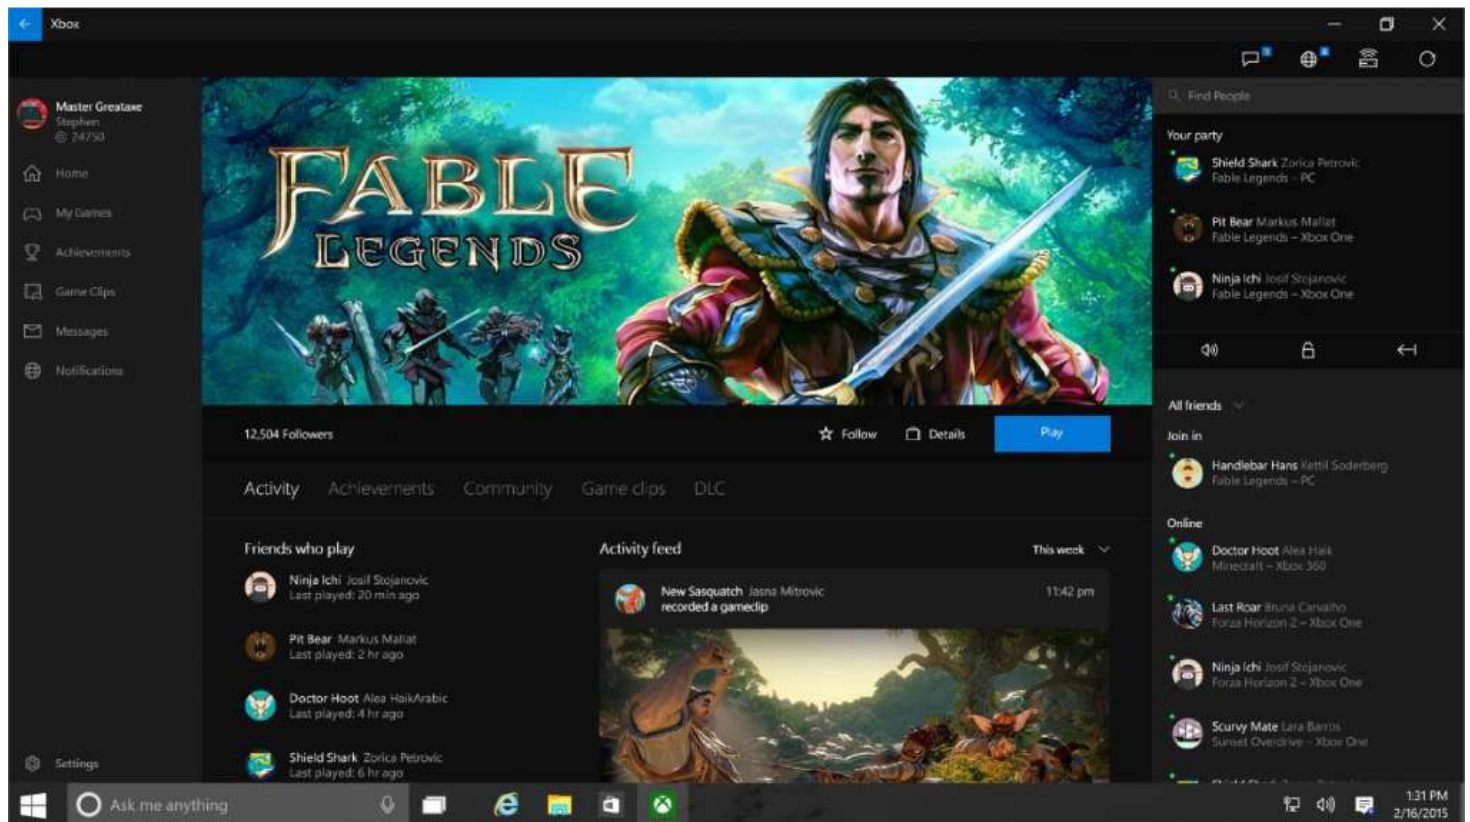 Xbox
Master Greataxe
Stephen
24750
Home
My Games
Achievements
Game Clips
Messages
Notifications
Settings
FABLE
LEGENDS
12,504 Followers
Follow
Details
Play
Activity
Achievements
Community
Game clips
DLC
Friends who play
Ninja Ichi Josif Stojanovic
Last played: 20 min ago
Pit Bear Markus Mallat
Last played: 2 hr ago
Doctor Hoot Alea HaikArabic
Last played: 4 hr ago
Shield Shark Zorica Petrovic
Last played: 6 hr ago
Activity feed
This week
New Sasquatch Jasna Mitrovic
11:42 pm
recorded a gameclip
Find People
Your party
Shield Shark Zorica Petrovic
Fable Legends – PC
Pit Bear Markus Mallat
Fable Legends – Xbox One
Ninja Ichi Josif Stojanovic
Fable Legends – Xbox One
All friends
Join in
Handlebar Hans Kettil Soderberg
Fable Legends – PC
Online
Doctor Hoot Alea Haik
Minecraft – Xbox 360
Last Roar Bruna Carvalho
Forza Horizon 2 – Xbox One
Ninja Ichi Josif Stojanovic
Forza Horizon 2 – Xbox One
Scurvy Mate Lara Barros
Sunset Overdrive – Xbox One
Ask me anything
1:31 PM
2/16/2015